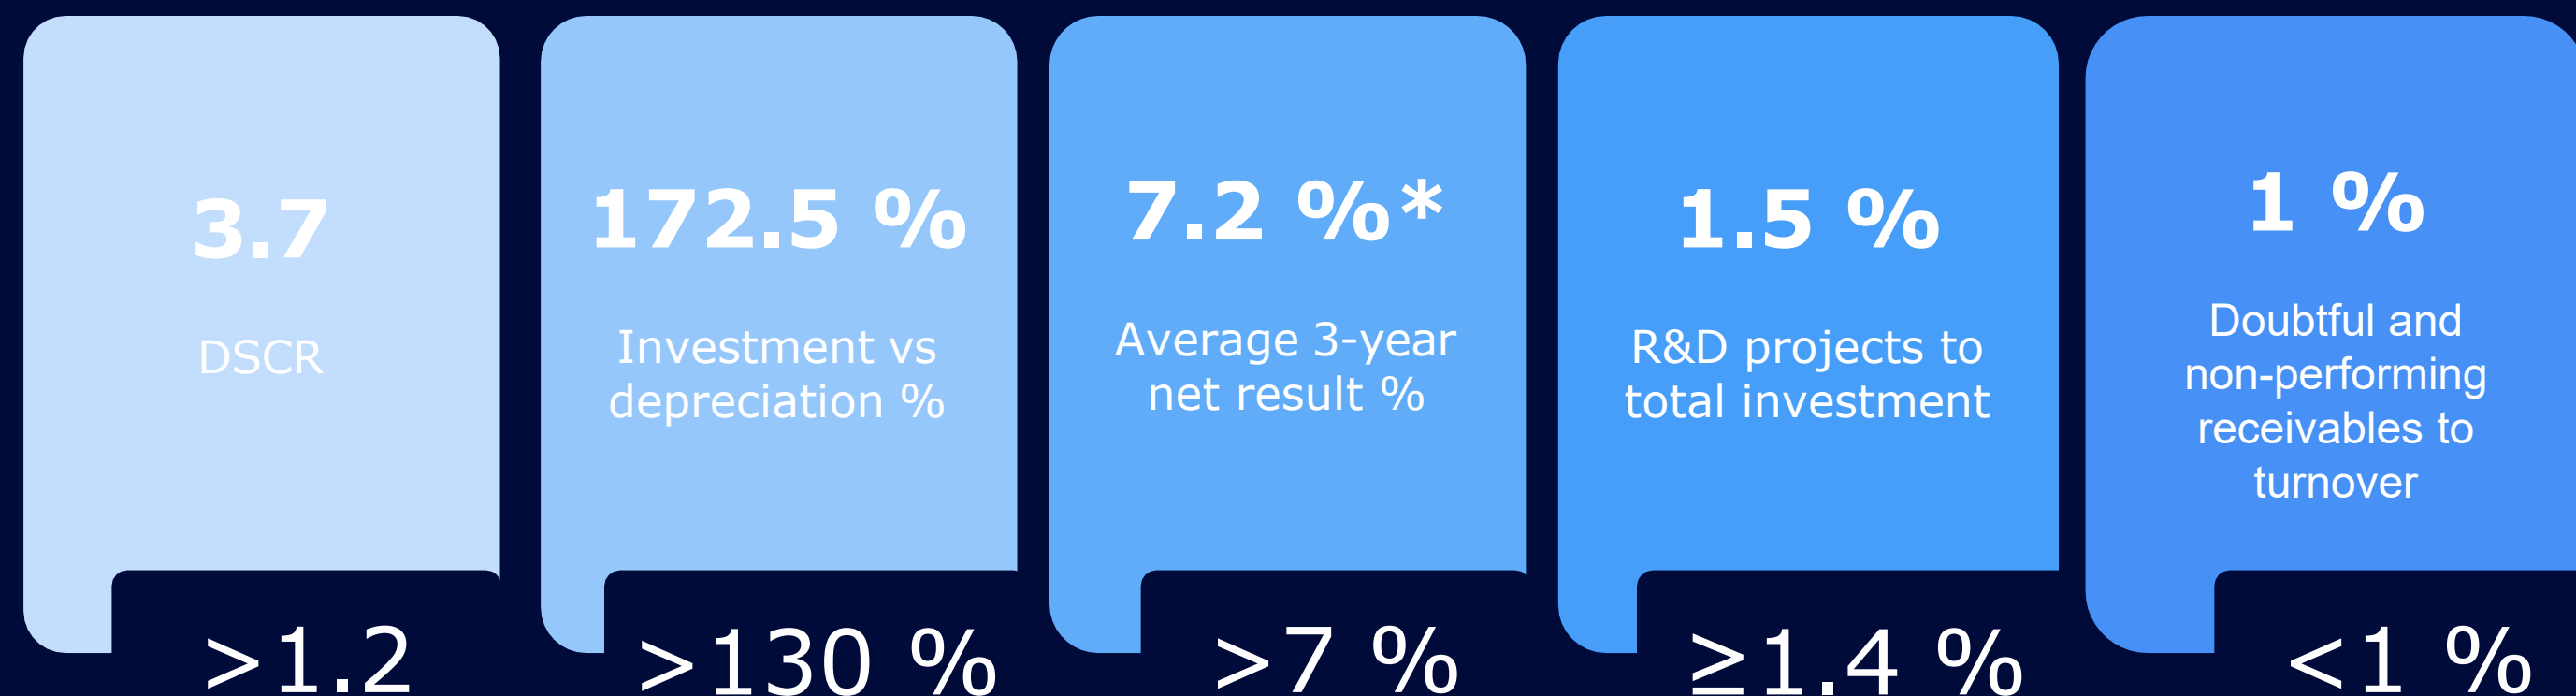 3.7
DSCR
>1.2
172.5 %
Investment vs
depreciation %
>130 %
7.2 %*
Average 3-year
net result %
>7 %
1.5 %
R&D projects to
total investment
≥1.4 %
1 %
Doubtful and
non-performing
receivables to
turnover
<1 %